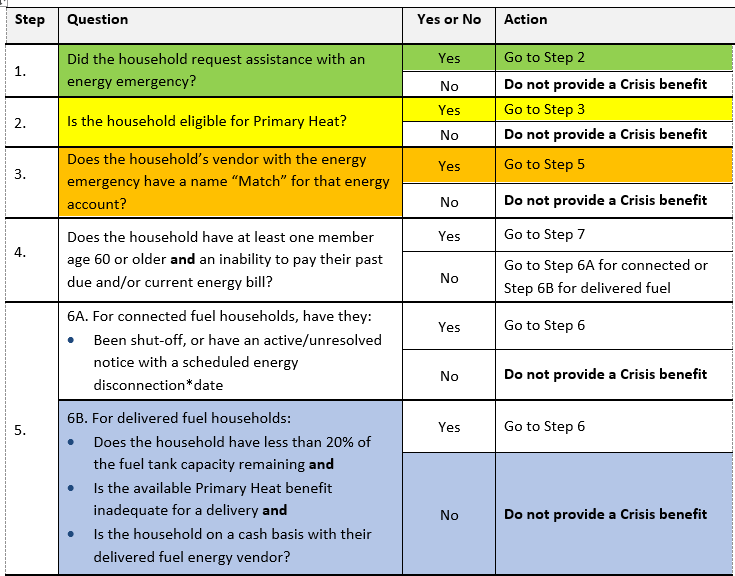 Step Question Yes or No Action
1. Did the household request assistance with an
energy emergency?
Yes Go to Step 2
No Do not provide a Crisis benefit
2. Is the household eligible for Primary Heat?
Yes Go to Step 3
No Do not provide a Crisis benefit
3. Does the household’s vendor with the energy
emergency have a name “Match” for that energy
account?
Yes Go to Step 5
No Do not provide a Crisis benefit
4. Does the household have at least one member
age 60 or older and an inability to pay their past
due and/or current energy bill?
Yes Go to Step 7
No Go to Step 6A for connected or
Step 6B for delivered fuel
5. 6A. For connected fuel households, have they:
• Been shut-off, or have an active/unresolved
notice with a scheduled energy
disconnection*date
Yes Go to Step 6
No Do not provide a Crisis benefit
6B. For delivered fuel households:
• Does the household have less than 20% of
the fuel tank capacity remaining and
• Is the available Primary Heat benefit
inadequate for a delivery and
• Is the household on a cash basis with their
delivered fuel energy vendor?
Yes Go to Step 6
No Do not provide a Crisis benefit